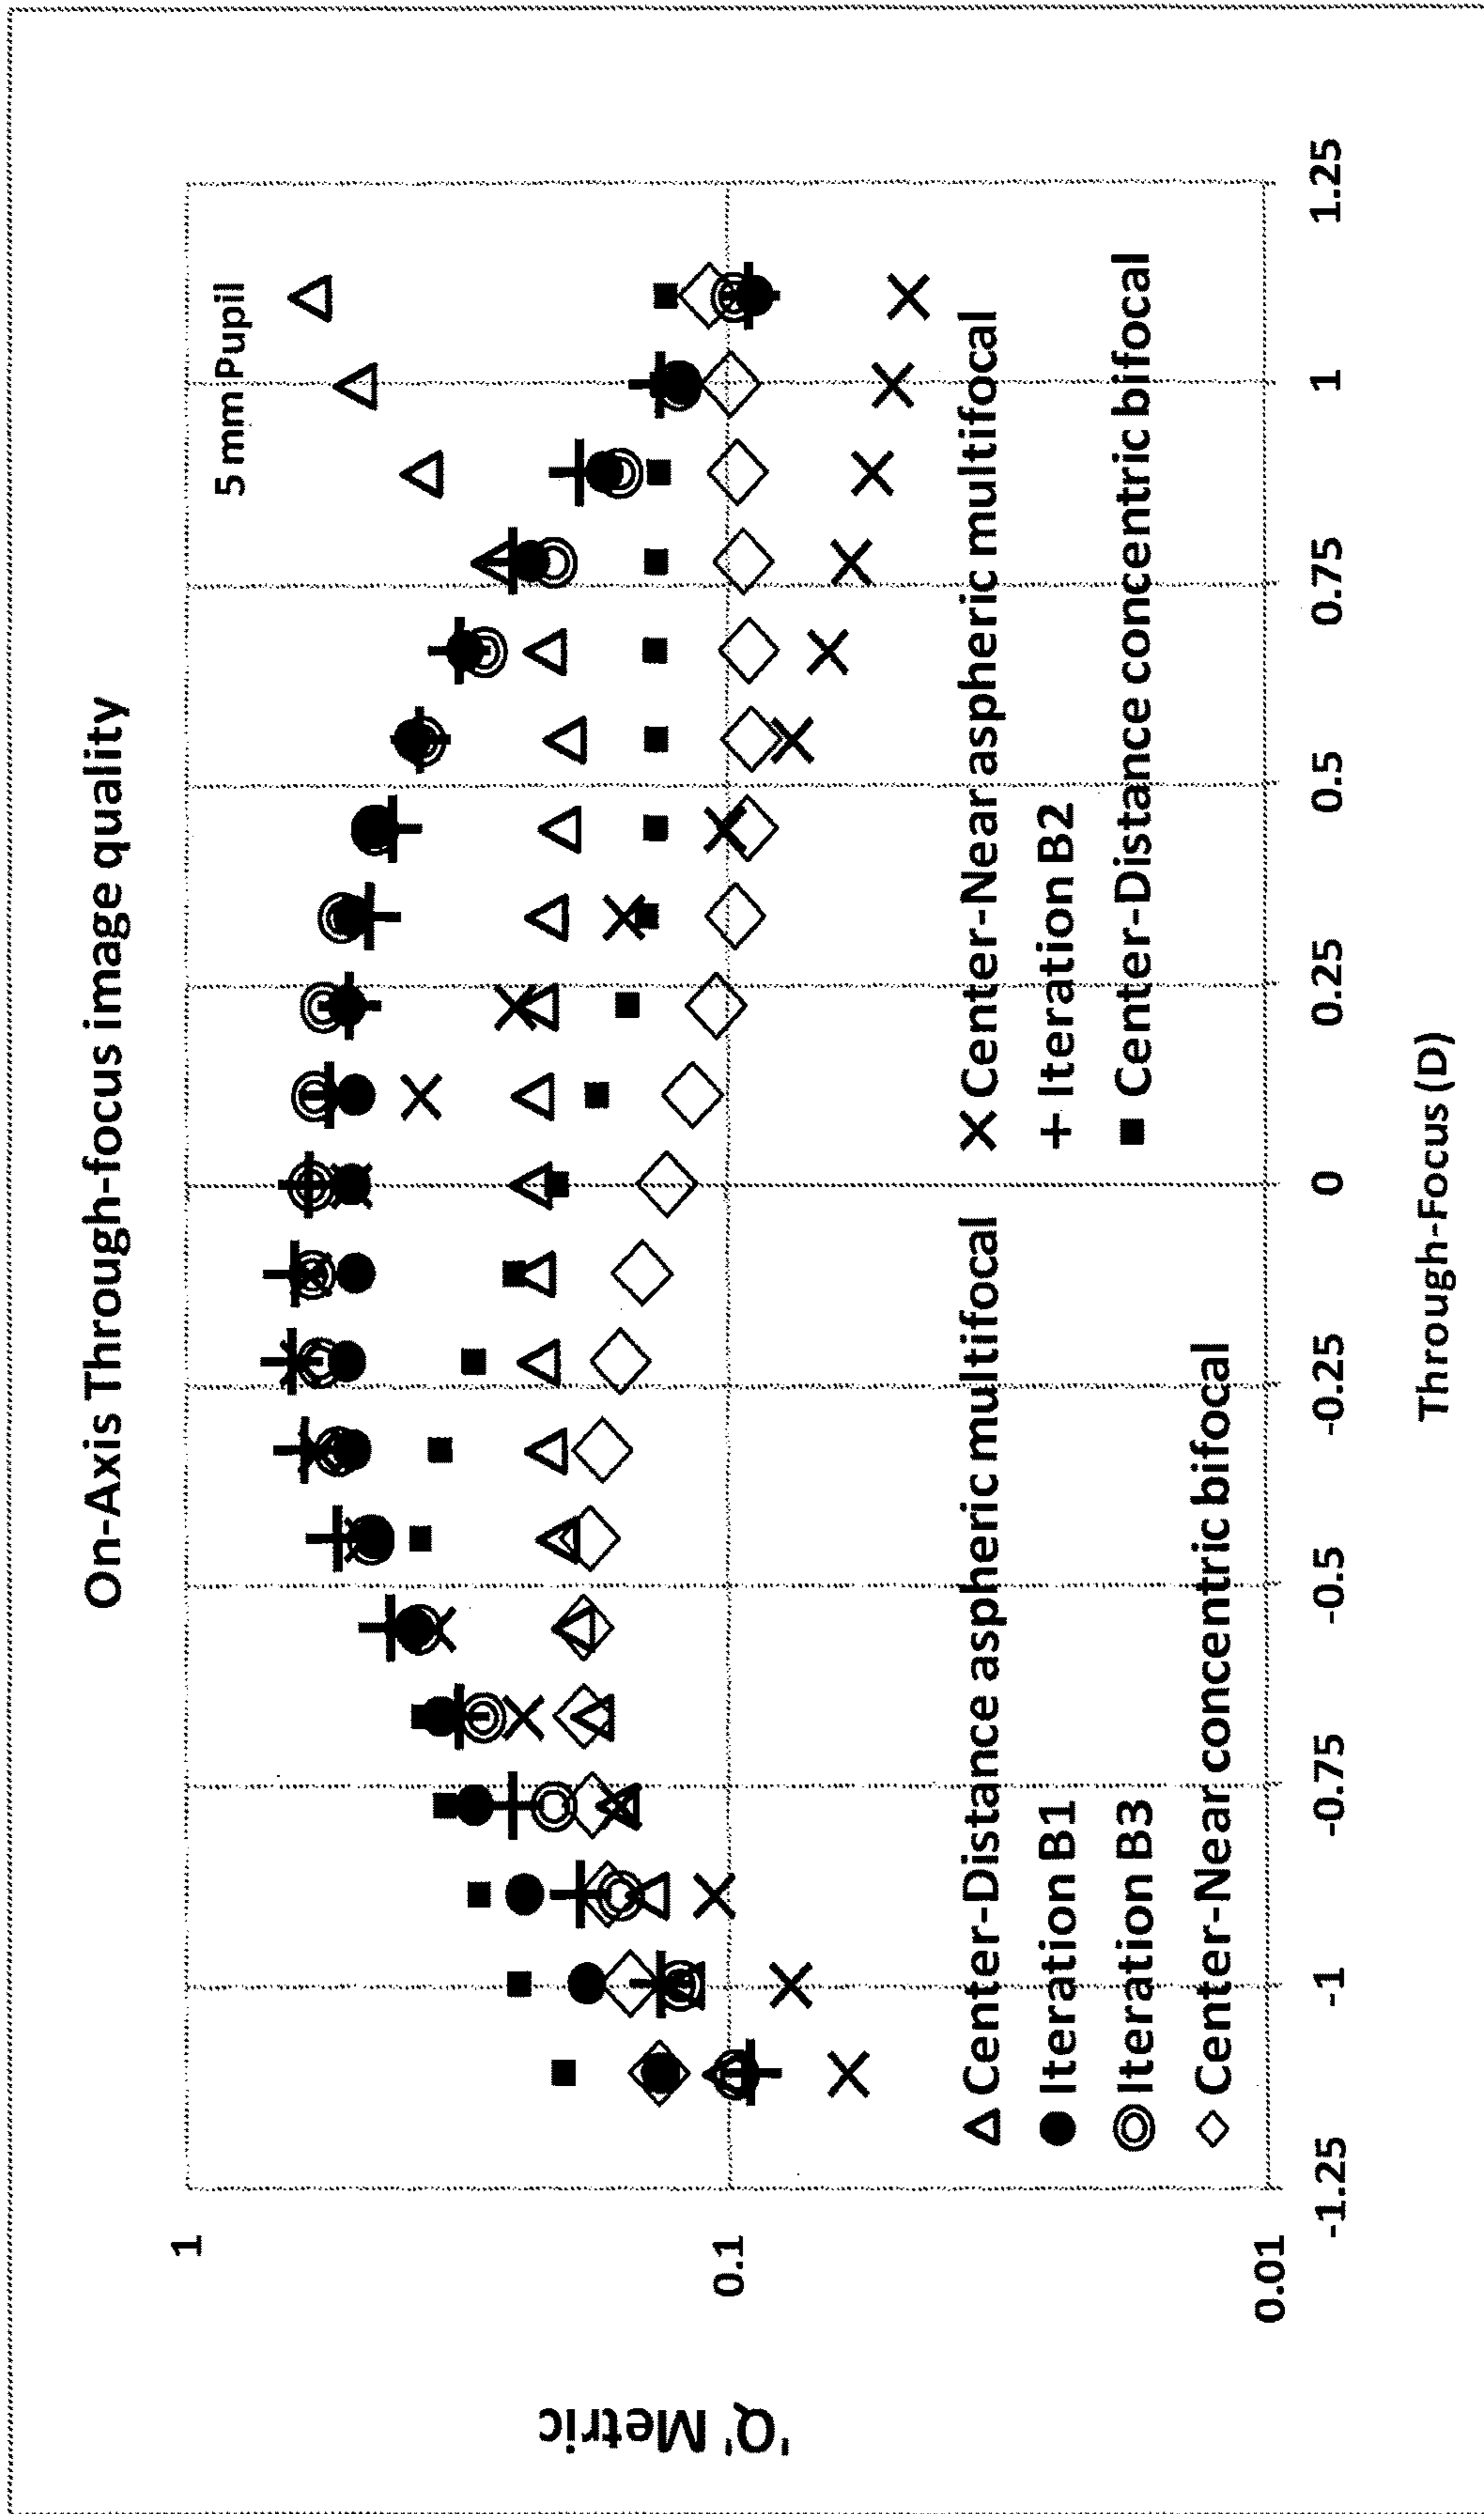 On-Axis Through-focus image quality
5 mm Pupil
'Q' Metric
1
0.1
0.01
Center-Distance aspheric multifocal
Center-Near aspheric multifocal
Iteration B1
Iteration B2
Iteration B3
Center-Distance concentric bifocal
Center-Near concentric bifocal
-1.25 -1 -0.75 -0.5 -0.25 0 0.25 0.5 0.75 1 1.25
Through-Focus (D)